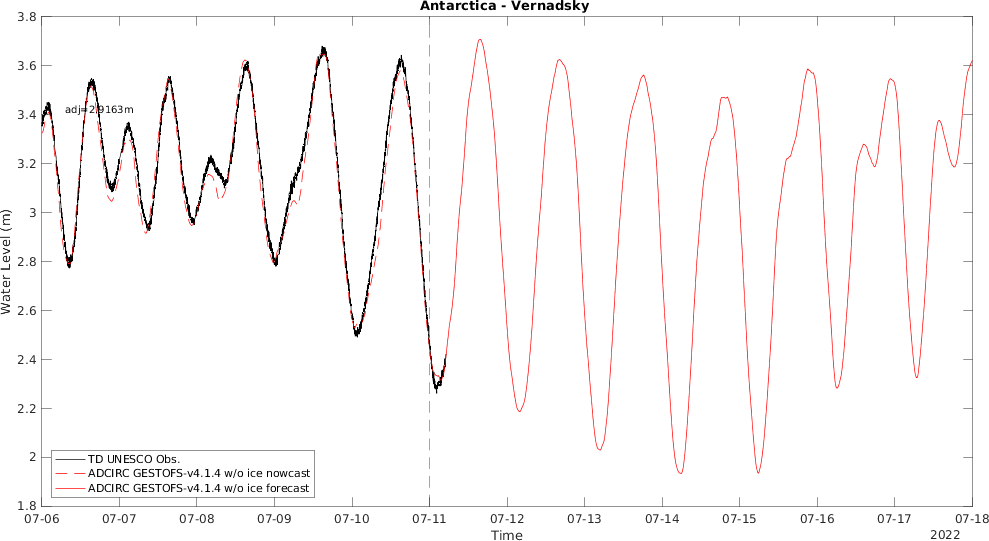 Antarctica - Vernadsky
3.8
3.6
3.4
3.2
3
2.8
2.6
2.4
2.2
2
1.8
Water Level (m)
adj=2.9163m
TD UNESCO Obs.
ADCIRC GESTOFS-v4.1.4 w/o ice nowcast
ADCIRC GESTOFS-v4.1.4 w/o ice forecast
07-06 07-07 07-08 07-09 07-10 07-11 07-12 07-13 07-14 07-15 07-16 07-17 07-18
Time
2022